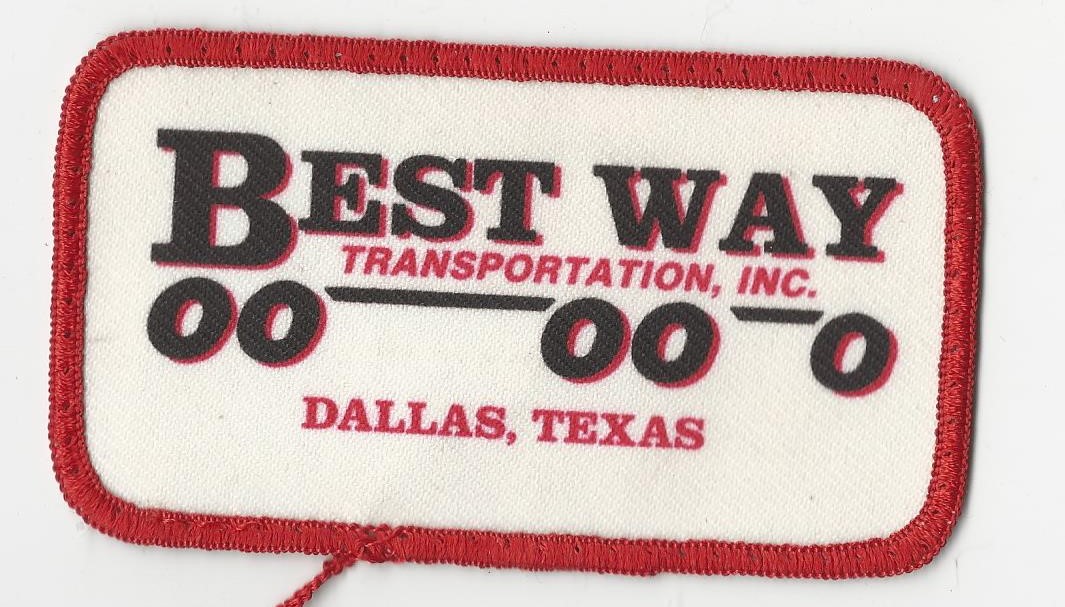 BEST WAY
TRANSPORTATION, INC.
DALLAS, TEXAS